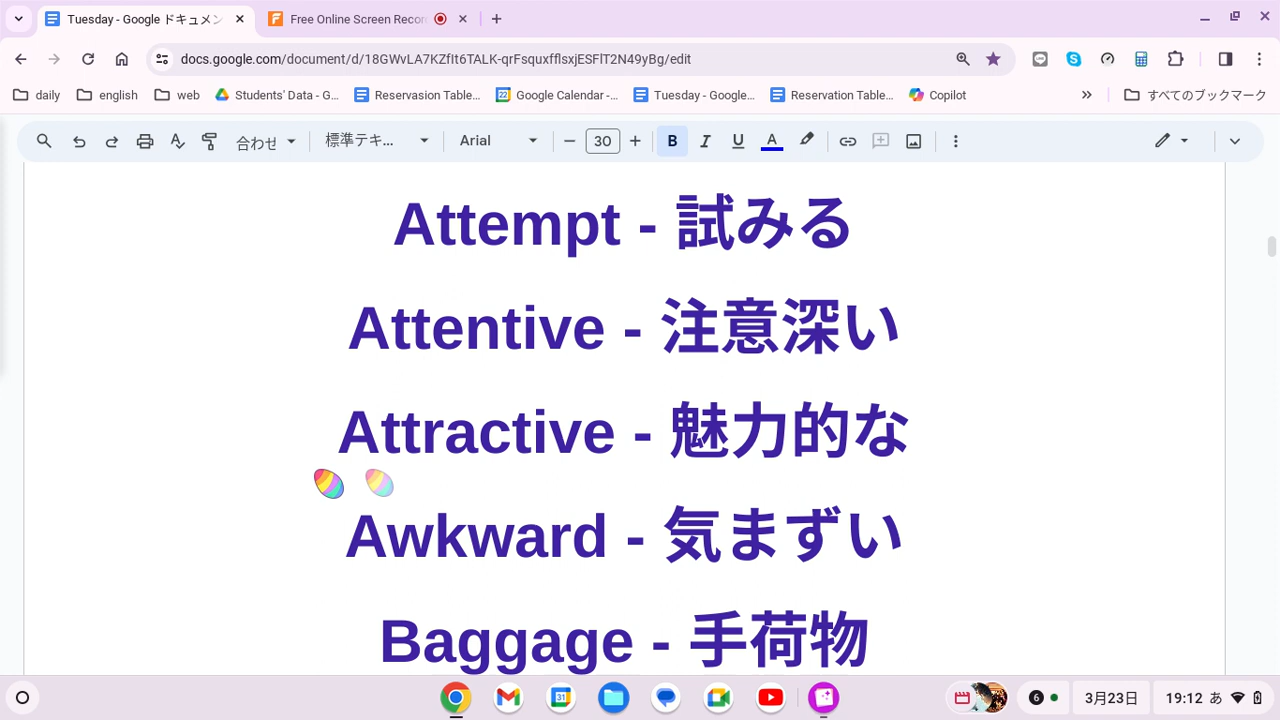 Tuesday - Google ドキュメン
Free Online Screen Recor
docs.google.com/document/d/18GWvLA7KZfIt6TALK-qrFsquxfflsxjESFlT2N49yBg/edit
daily
english
web
Students' Data - G...
Reservasion Table...
Google Calendar -...
Tuesday - Google...
Reservation Table...
Copilot
»
すべてのブックマーク
合わせ
標準テキ...
Arial
30
B
I
U
A
Attempt - 試みる
Attentive - 注意深い
Attractive - 魅力的な
Awkward - 気まずい
Baggage - 手荷物
31
6
3月23日
19:12
あ